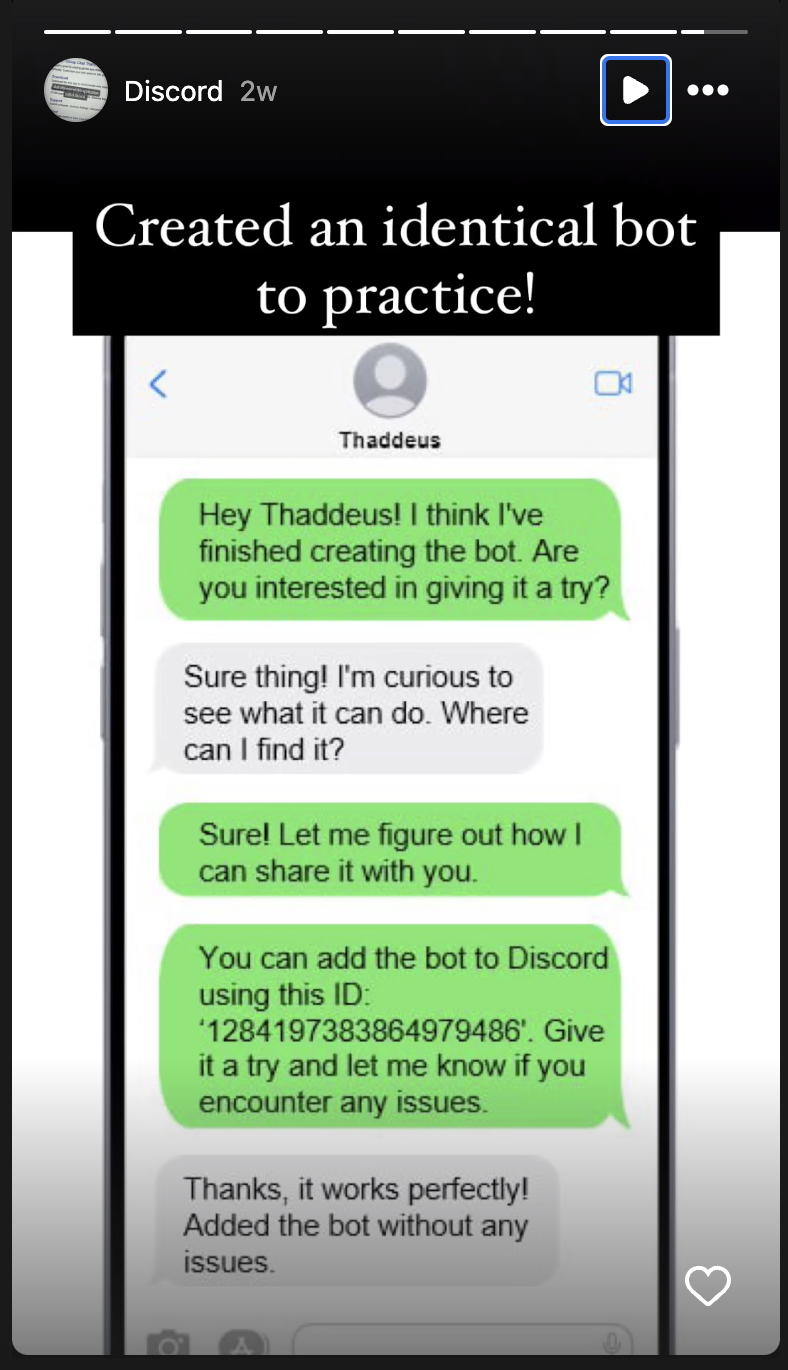 Discord 2w
Created an identical bot
to practice!
Thaddeus
Hey Thaddeus! I think I've
finished creating the bot. Are
you interested in giving it a try?
Sure thing! I'm curious to
see what it can do. Where
can I find it?
Sure! Let me figure out how I
can share it with you.
You can add the bot to Discord
using this ID:
‘1284197383864979486'. Give
it a try and let me know if you
encounter any issues.
Thanks, it works perfectly!
Added the bot without any
issues.